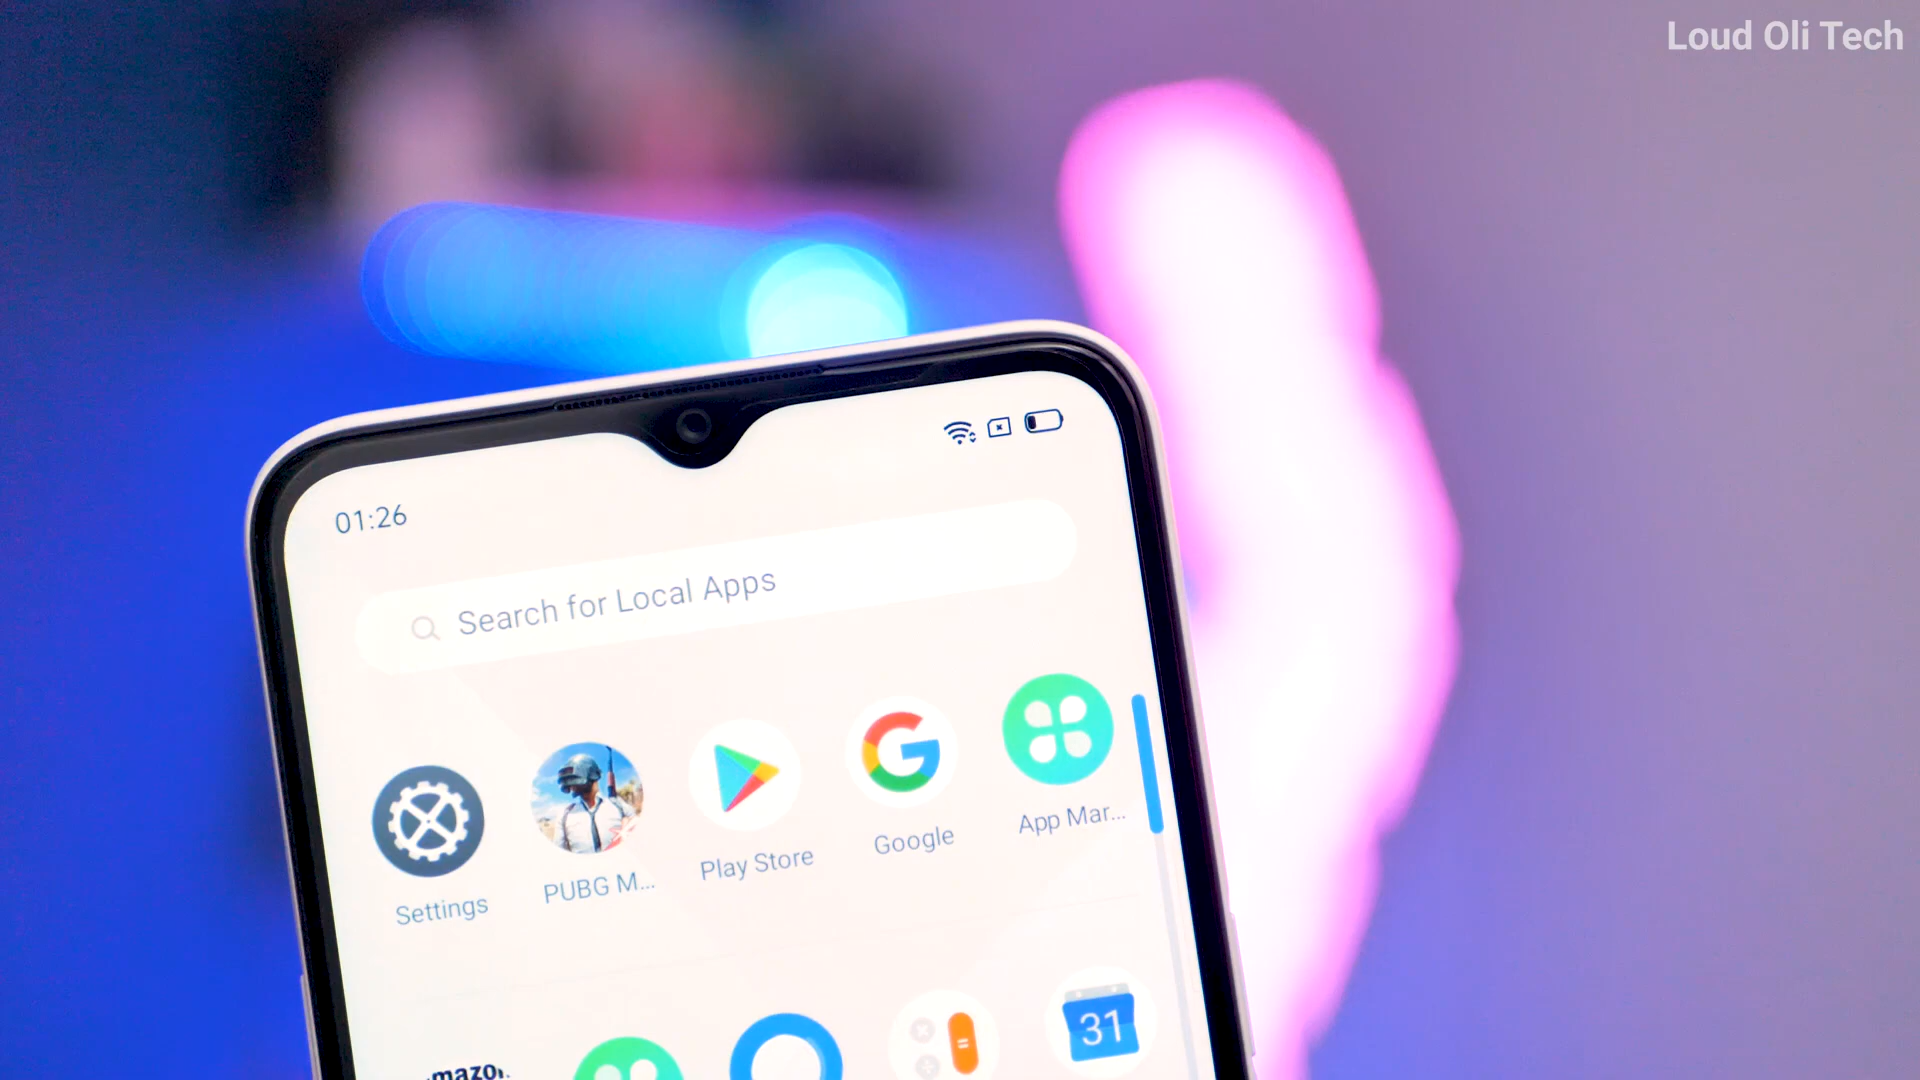 Loud Oli Tech
01:26
Search for Local Apps
Settings
PUBG M...
Play Store
Google
App Mar...
31